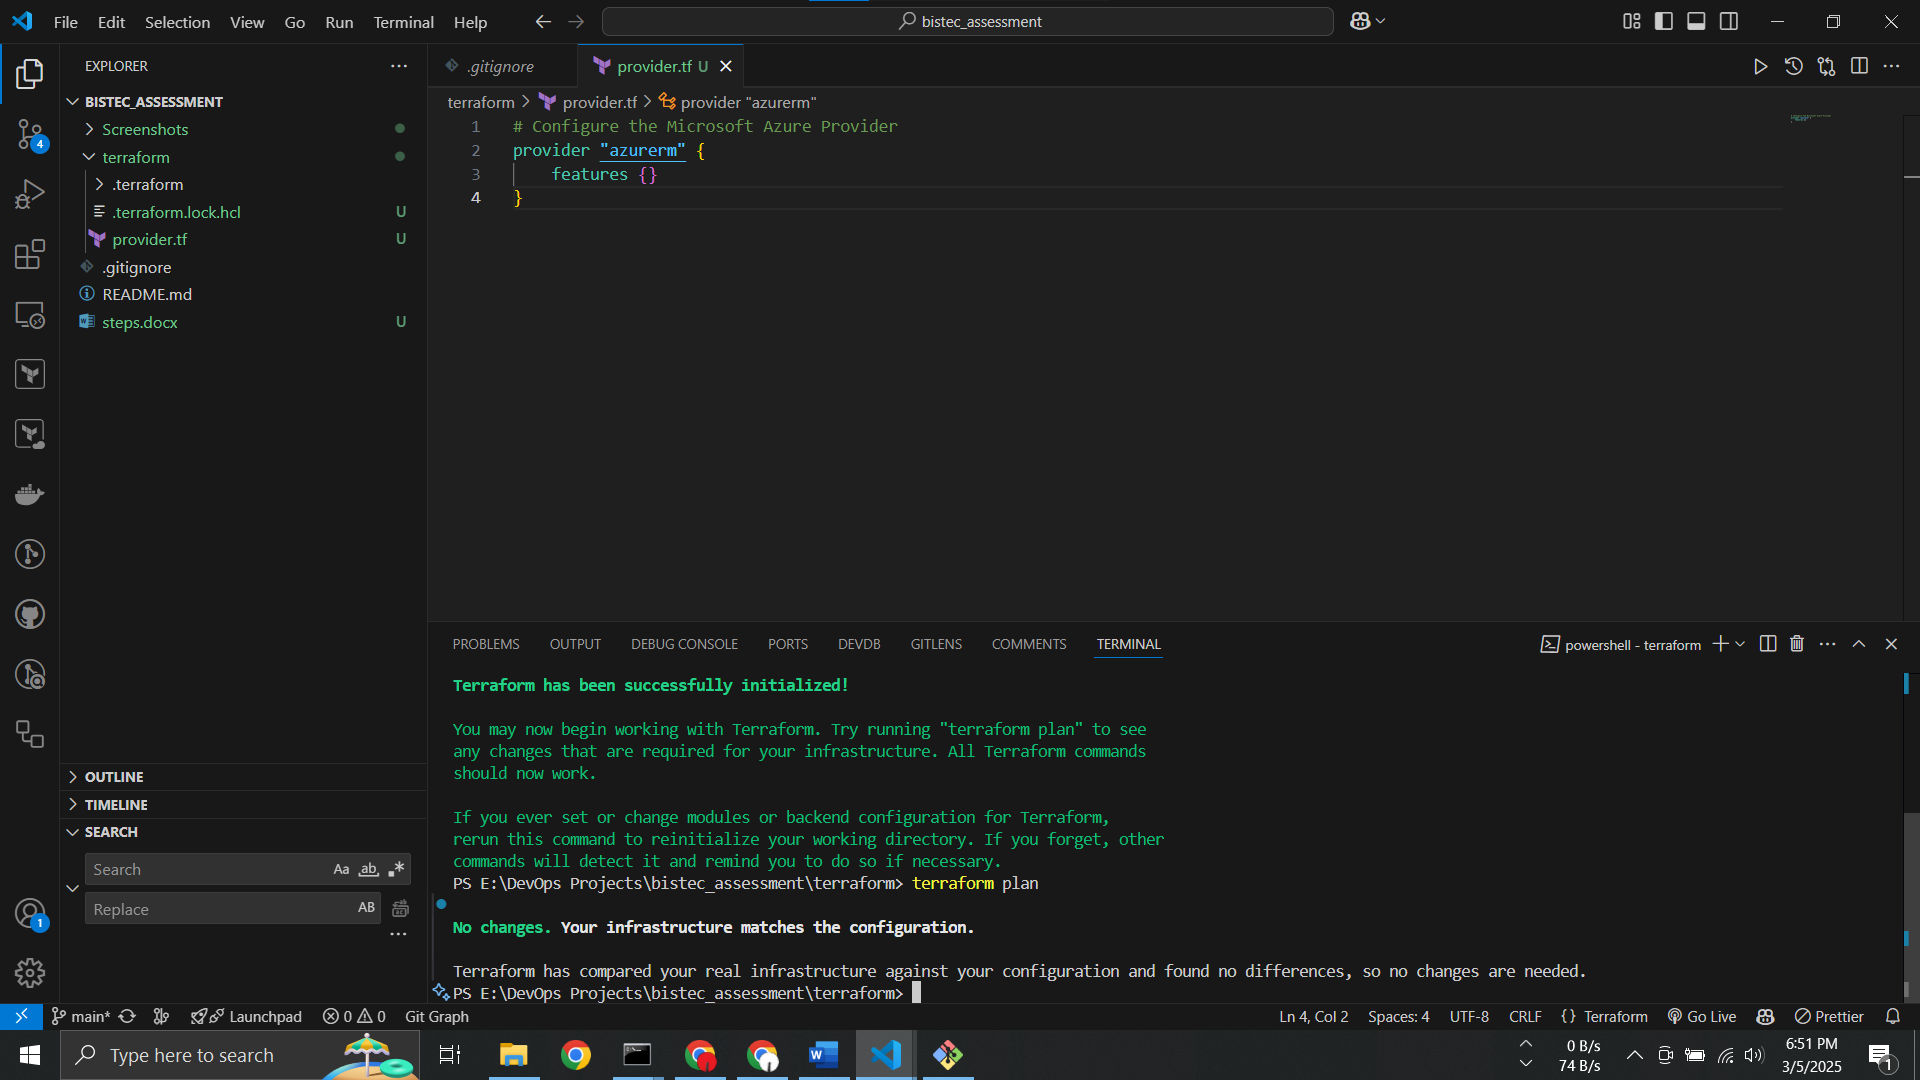 File Edit Selection View Go Run Terminal Help
bistec_assessment
EXPLORER
BISTEC_ASSESSMENT
Screenshots
terraform
.terraform
.terraform.lock.hcl U
provider.tf U
.gitignore
README.md
steps.docx U
OUTLINE
TIMELINE
SEARCH
Search Aa ab .*
Replace AB
4
1
.gitignore
provider.tf U
terraform > provider.tf > provider "azurerm"
1 # Configure the Microsoft Azure Provider
2 provider "azurerm" {
3 features {}
4 }
PROBLEMS OUTPUT DEBUG CONSOLE PORTS DEVDB GITLENS COMMENTS TERMINAL
powershell - terraform
Terraform has been successfully initialized!
You may now begin working with Terraform. Try running "terraform plan" to see
any changes that are required for your infrastructure. All Terraform commands
should now work.
If you ever set or change modules or backend configuration for Terraform,
rerun this command to reinitialize your working directory. If you forget, other
commands will detect it and remind you to do so if necessary.
PS E:\DevOps Projects\bistec_assessment\terraform> terraform plan
No changes. Your infrastructure matches the configuration.
Terraform has compared your real infrastructure against your configuration and found no differences, so no changes are needed.
PS E:\DevOps Projects\bistec_assessment\terraform>
main* Launchpad 0 0 Git Graph
Ln 4, Col 2 Spaces: 4 UTF-8 CRLF {} Terraform Go Live Prettier
Type here to search
0 B/s
74 B/s
6:51 PM
3/5/2025
1